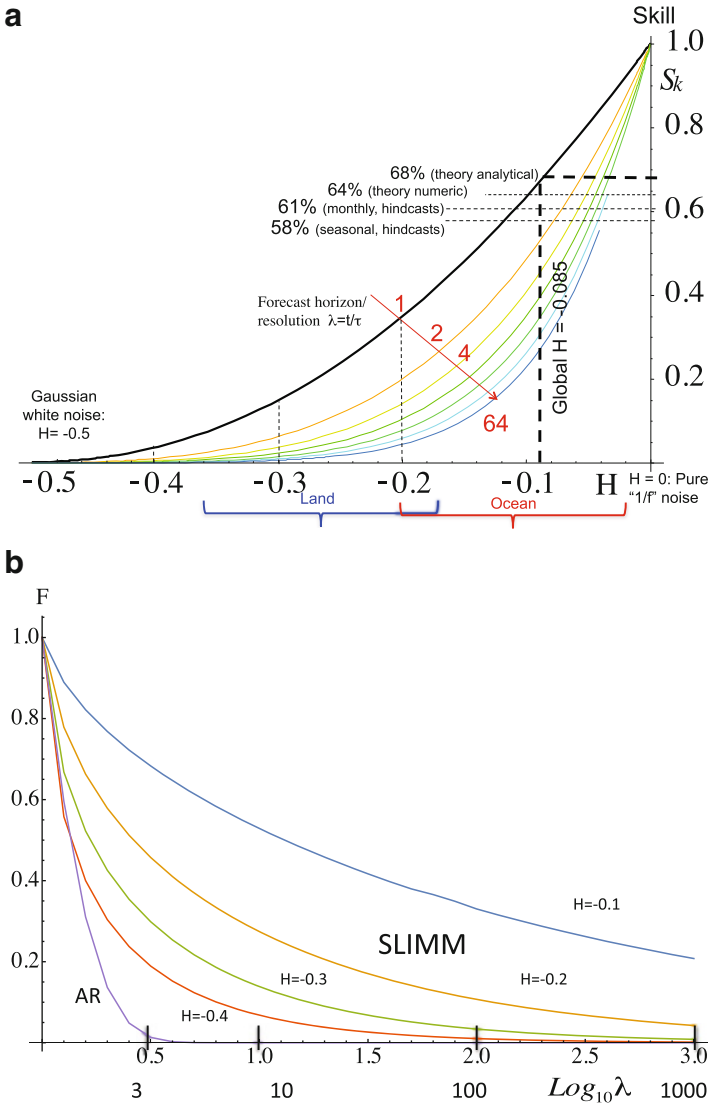 a
Skill
1.0
Sk
0.8
68% (theory analytical)
64% (theory numeric)
61% (monthly, hindcasts)
0.6
58% (seasonal, hindcasts)
Global H = -0.085
Forecast horizon/
resolution λ=t/τ
1
2
4
64
0.4
0.2
Gaussian
white noise:
H= -0.5
-0.5 -0.4 -0.3 -0.2 -0.1 H
H = 0: Pure
“1/f” noise
Land
Ocean
b
F
1.0
0.8
0.6
0.4
0.2
H=-0.1
SLIMM
H=-0.2
H=-0.3
AR
H=-0.4
0.5 1.0 1.5 2.0 2.5 3.0
3 10 100 Log10λ 1000